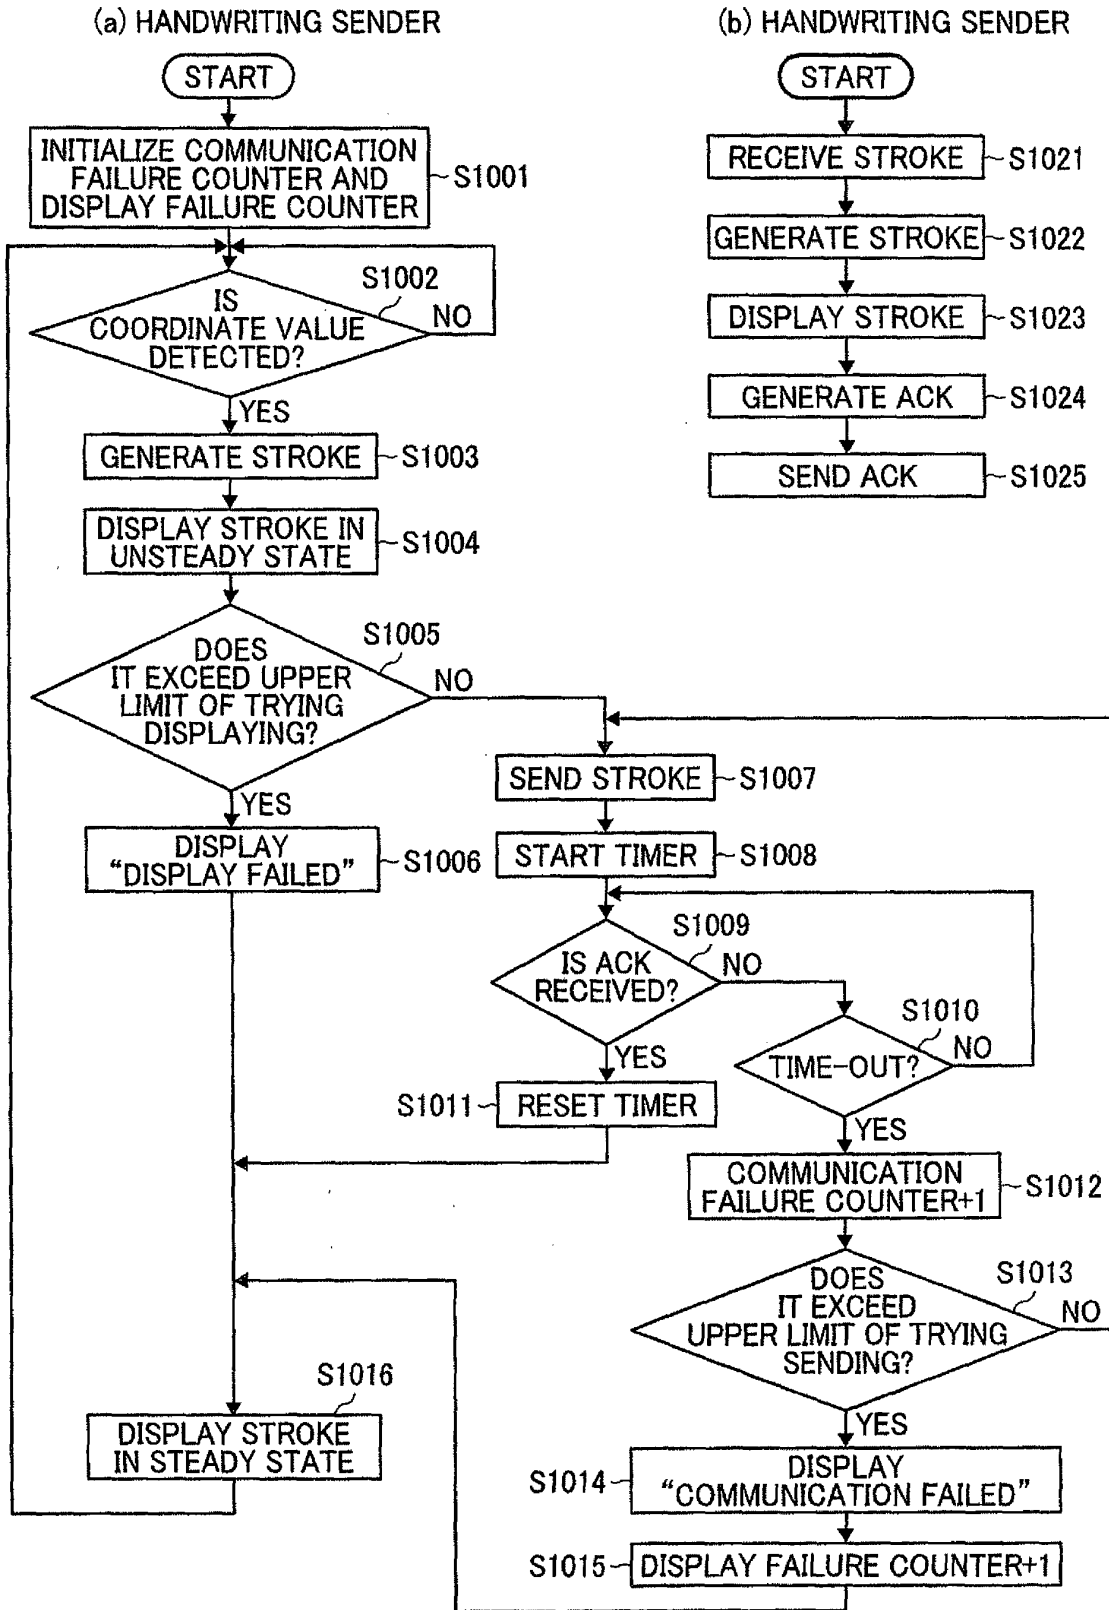 (a) HANDWRITING SENDER
START
INITIALIZE COMMUNICATION
FAILURE COUNTER AND
DISPLAY FAILURE COUNTER
S1001
S1002
IS
COORDINATE VALUE
DETECTED?
NO
YES
GENERATE STROKE
S1003
DISPLAY STROKE IN
UNSTEADY STATE
S1004
S1005
DOES
IT EXCEED UPPER
LIMIT OF TRYING
DISPLAYING?
NO
YES
DISPLAY
“DISPLAY FAILED”
S1006
SEND STROKE
S1007
START TIMER
S1008
S1009
IS ACK
RECEIVED?
NO
YES
S1010
TIME-OUT?
NO
YES
S1011
RESET TIMER
COMMUNICATION
FAILURE COUNTER+1
S1012
S1013
DOES
IT EXCEED
UPPER LIMIT OF TRYING
SENDING?
NO
YES
S1014
DISPLAY
“COMMUNICATION FAILED”
S1015
DISPLAY FAILURE COUNTER+1
S1016
DISPLAY STROKE
IN STEADY STATE
(b) HANDWRITING SENDER
START
RECEIVE STROKE
S1021
GENERATE STROKE
S1022
DISPLAY STROKE
S1023
GENERATE ACK
S1024
SEND ACK
S1025